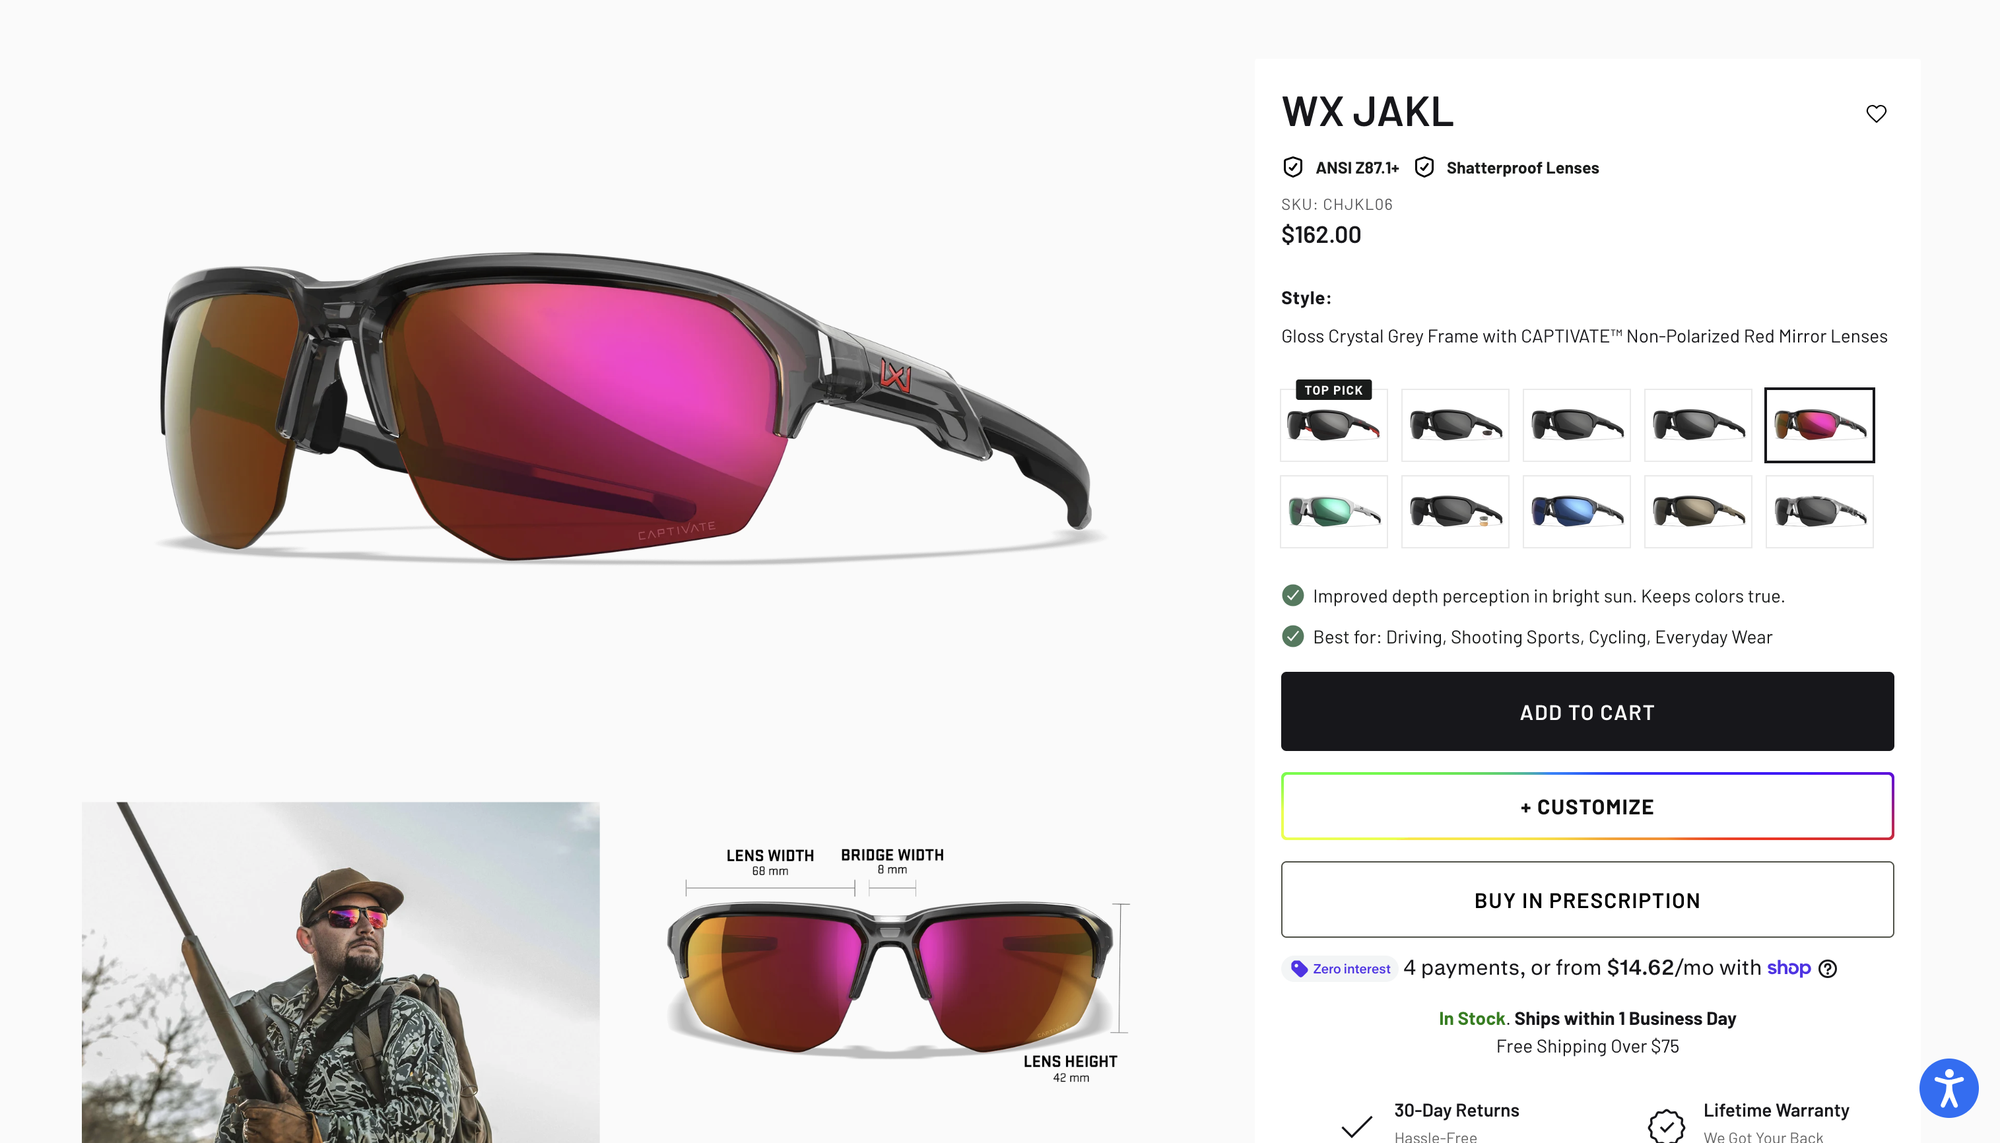 WX JAKL
ANSI Z87.1+ Shatterproof Lenses
SKU: CHJKL06
$162.00
Style:
Gloss Crystal Grey Frame with CAPTIVATE™ Non-Polarized Red Mirror Lenses
TOP PICK
Improved depth perception in bright sun. Keeps colors true.
Best for: Driving, Shooting Sports, Cycling, Everyday Wear
ADD TO CART
+ CUSTOMIZE
BUY IN PRESCRIPTION
Zero interest 4 payments, or from $14.62/mo with shop
In Stock. Ships within 1 Business Day
Free Shipping Over $75
30-Day Returns
Hassle-Free
Lifetime Warranty
We Got Your Back
WX
CAPTIVATE
LENS WIDTH
68 mm
BRIDGE WIDTH
8 mm
LENS HEIGHT
42 mm